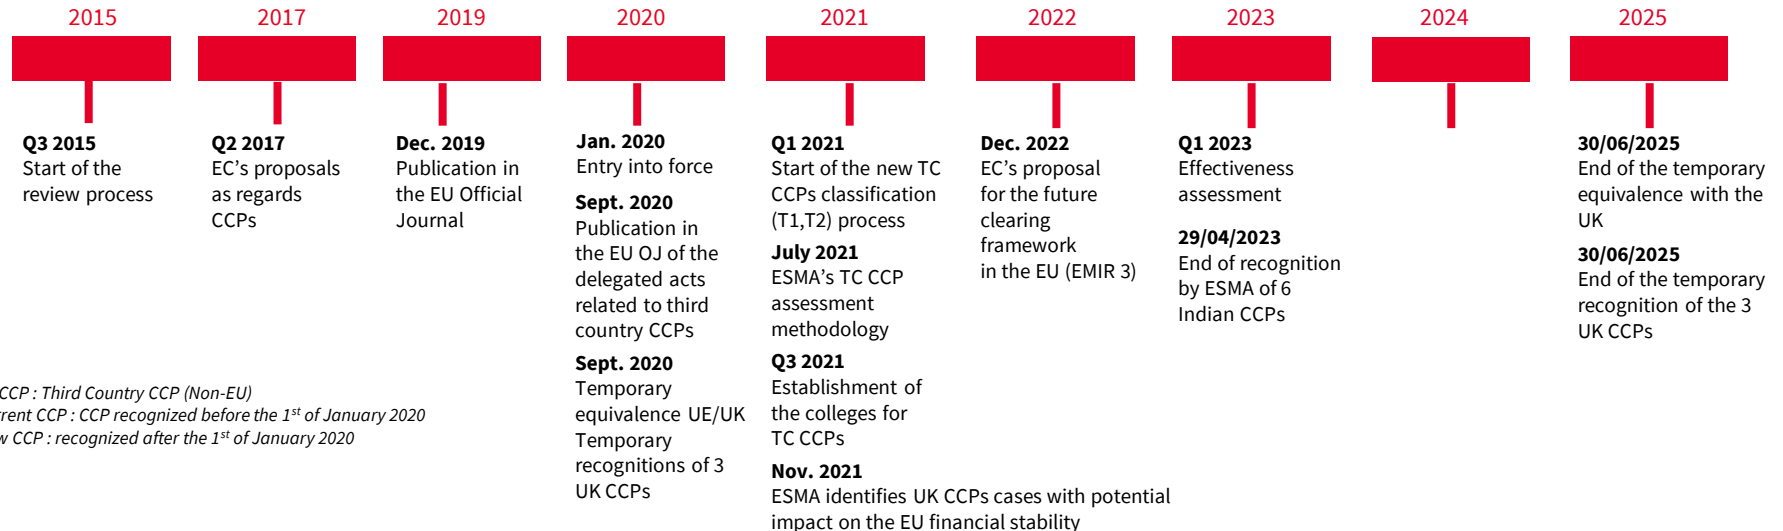 2015
2017
2019
2020
2021
2022
2023
2024
2025
Q3 2015
Start of the
review process
Q2 2017
EC's proposals
as regards
CCPs
Dec. 2019
Publication in
the EU Official
Journal
Jan. 2020
Entry into force
Sept. 2020
Publication in
the EU OJ of the
delegated acts
related to third
country CCPs
Sept. 2020
Temporary
equivalence UE/UK
Temporary
recognitions of 3
UK CCPs
Q1 2021
Start of the new TC
CCPs classification
(T1,T2) process
July 2021
ESMA's TC CCP
assessment
methodology
Q3 2021
Establishment of
the colleges for
TC CCPs
Nov. 2021
ESMA identifies UK CCPs cases with potential
impact on the EU financial stability
Dec. 2022
EC's proposal
for the future
clearing
framework
in the EU (EMIR 3)
Q1 2023
Effectiveness
assessment
29/04/2023
End of recognition
by ESMA of 6
Indian CCPs
30/06/2025
End of the temporary
equivalence with the
UK
30/06/2025
End of the temporary
recognition of the 3
UK CCPs
CCP : Third Country CCP (Non-EU)
CCP : CCP recognized before the 1st of January 2020
CCP : recognized after the 1st of January 2020